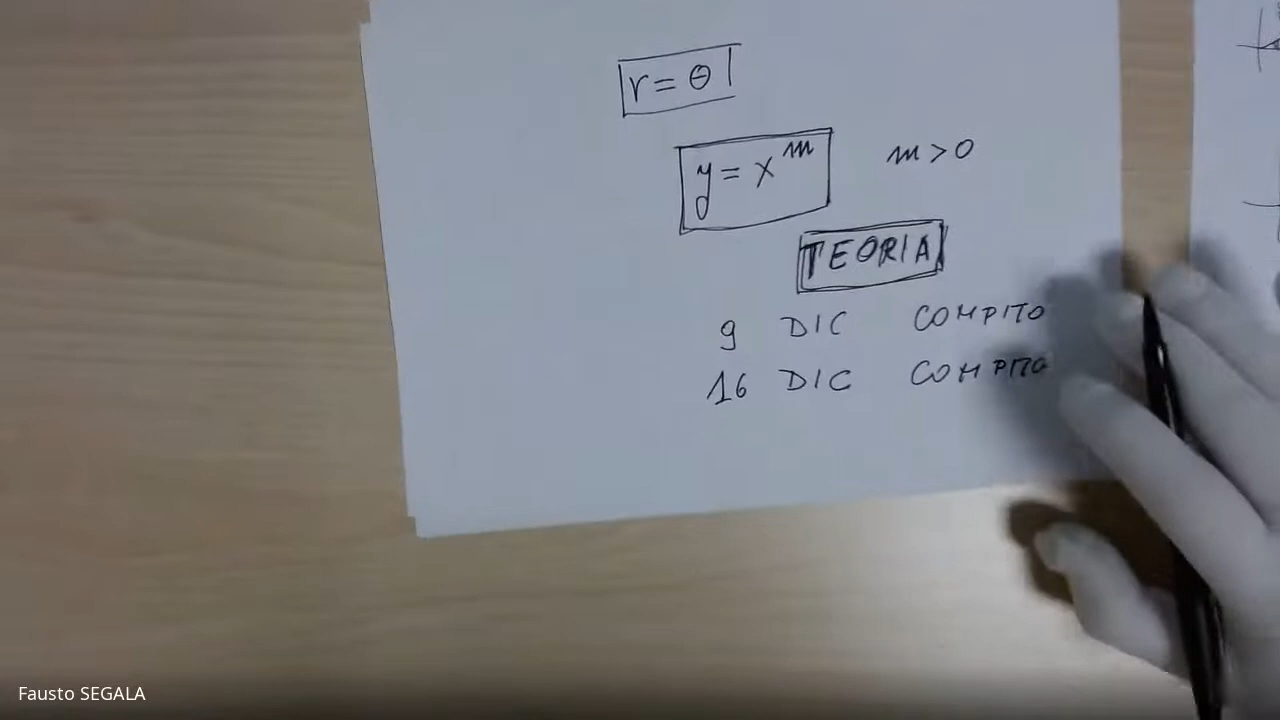 r = θ
y = x^m m > 0
TEORIA
9 DIC COMPITO
16 DIC COMPITO
Fausto SEGALA